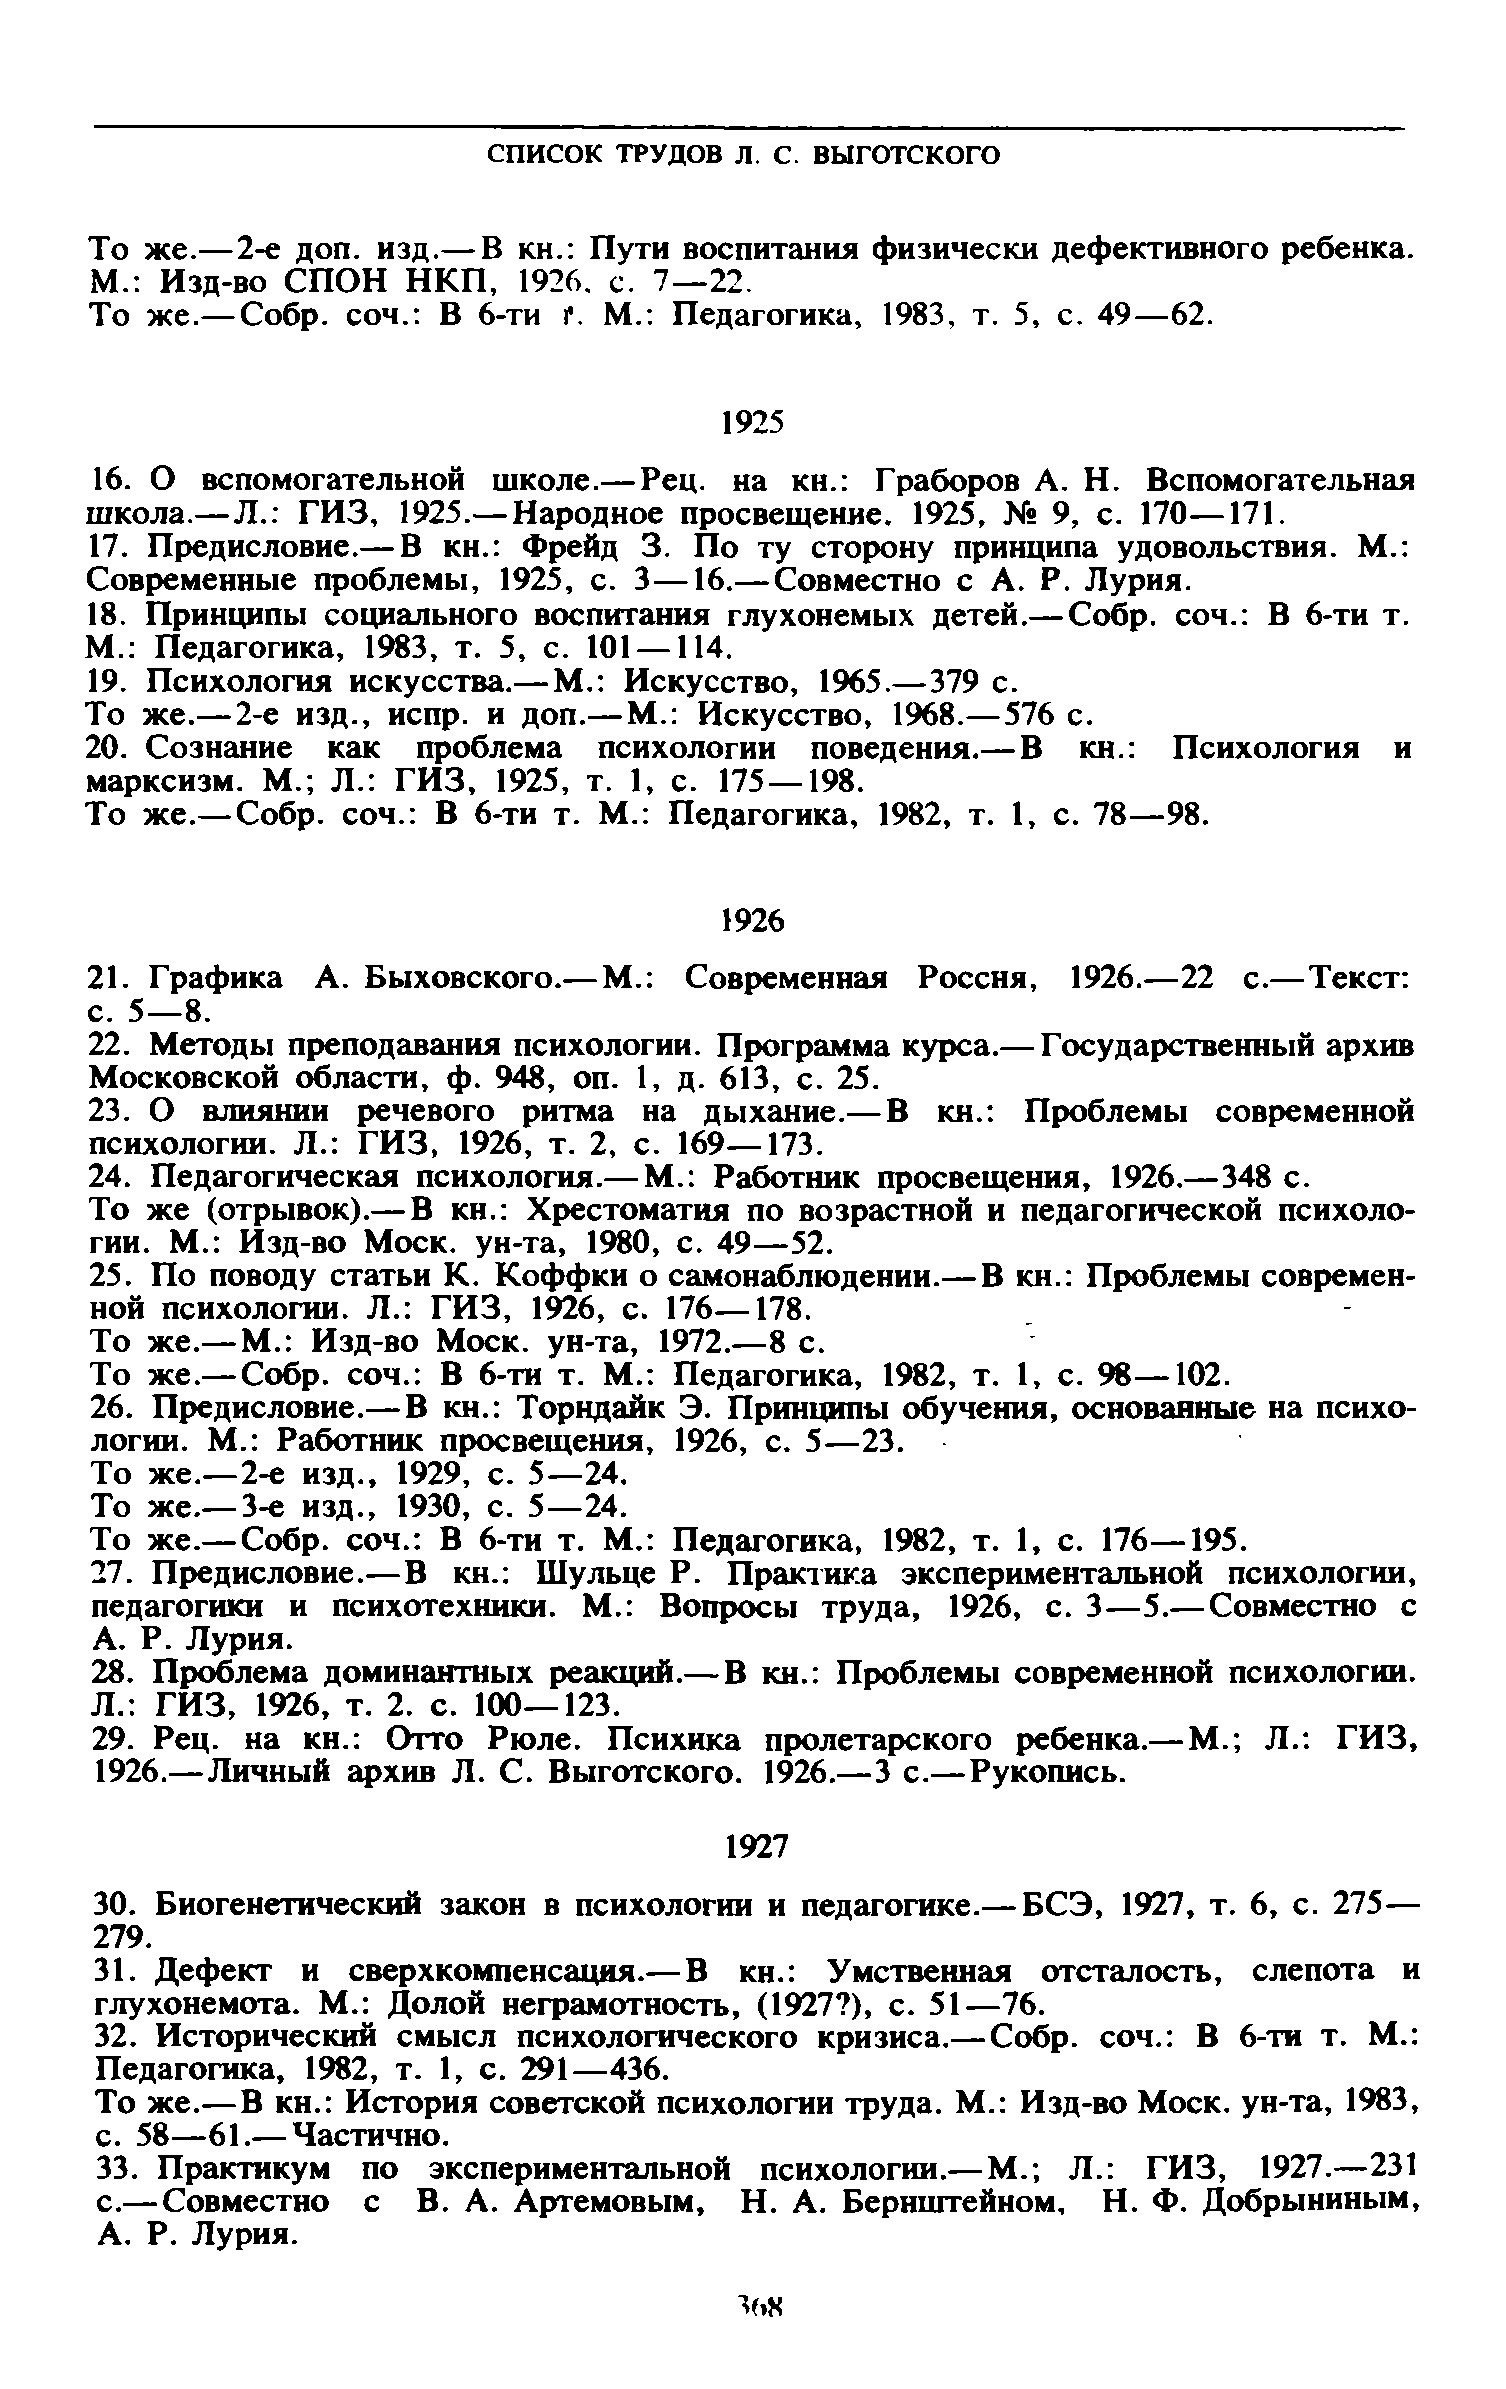 СПИСОК ТРУДОВ Л. С. ВЫГОТСКОГО
То же.—2-е доп. изд.—В кн.: Пути воспитания физически дефективного ребенка.
М.: Изд-во СПОН НКП, 1926. с. 7—22.
То же.—Собр. соч.: В 6-ти т. М.: Педагогика, 1983, т. 5, с. 49—62.
1925
16. О вспомогательной школе.—Рец. на кн.: Граборов А. Н. Вспомогательная
школа.—Л.: ГИЗ, 1925.—Народное просвещение. 1925, № 9, с. 170—171.
17. Предисловие.—В кн.: Фрейд З. По ту сторону принципа удовольствия. М.:
Современные проблемы, 1925, с. 3—16.—Совместно с А. Р. Лурия.
18. Принципы социального воспитания глухонемых детей.—Собр. соч.: В 6-ти т.
М.: Педагогика, 1983, т. 5, с. 101—114.
19. Психология искусства.—М.: Искусство, 1965.—379 с.
То же.—2-е изд., испр. и доп.—М.: Искусство, 1968.—576 с.
20. Сознание как проблема психологии поведения.—В кн.: Психология и
марксизм. М.; Л.: ГИЗ, 1925, т. 1, с. 175—198.
То же.—Собр. соч.: В 6-ти т. М.: Педагогика, 1982, т. 1, с. 78—98.
1926
21. Графика А. Быховского.—М.: Современная Россня, 1926.—22 с.—Текст:
с. 5—8.
22. Методы преподавания психологии. Программа курса.—Государственный архив
Московской области, ф. 948, оп. 1, д. 613, с. 25.
23. О влиянии речевого ритма на дыхание.—В кн.: Проблемы современной
психологии. Л.: ГИЗ, 1926, т. 2, с. 169—173.
24. Педагогическая психология.—М.: Работник просвещения, 1926.—348 с.
То же (отрывок).—В кн.: Хрестоматия по возрастной и педагогической психоло-
гии. М.: Изд-во Моск. ун-та, 1980, с. 49—52.
25. По поводу статьи К. Коффки о самонаблюдении.—В кн.: Проблемы современ-
ной психологии. Л.: ГИЗ, 1926, с. 176—178.
То же.—М.: Изд-во Моск. ун-та, 1972.—8 с.
То же.—Собр. соч.: В 6-ти т. М.: Педагогика, 1982, т. 1, с. 98—102.
26. Предисловие.—В кн.: Торндайк Э. Принципы обучения, основанные на психо-
логии. М.: Работник просвещения, 1926, с. 5—23.
То же.—2-е изд., 1929, с. 5—24.
То же.—3-е изд., 1930, с. 5—24.
То же.—Собр. соч.: В 6-ти т. М.: Педагогика, 1982, т. 1, с. 176—195.
27. Предисловие.—В кн.: Шульце Р. Практика экспериментальной психологии,
педагогики и психотехники. М.: Вопросы труда, 1926, с. 3—5.—Совместно с
А. Р. Лурия.
28. Проблема доминантных реакций.—В кн.: Проблемы современной психологии.
Л.: ГИЗ, 1926, т. 2. с. 100—123.
29. Рец. на кн.: Отто Рюле. Психика пролетарского ребенка.—М.; Л.: ГИЗ,
1926.—Личный архив Л. С. Выготского. 1926.—3 с.—Рукопись.
1927
30. Биогенетический закон в психологии и педагогике.—БСЭ, 1927, т. 6, с. 275—
279.
31. Дефект и сверхкомпенсация.—В кн.: Умственная отсталость, слепота и
глухонемота. М.: Долой неграмотность, (1927?), с. 51—76.
32. Исторический смысл психологического кризиса.—Собр. соч.: В 6-ти т. М.:
Педагогика, 1982, т. 1, с. 291—436.
То же.—В кн.: История советской психологии труда. М.: Изд-во Моск. ун-та, 1983,
с. 58—61.—Частично.
33. Практикум по экспериментальной психологии.—М.; Л.: ГИЗ, 1927.—231
с.—Совместно с В. А. Артемовым, Н. А. Бернштейном, Н. Ф. Добрыниным,
А. Р. Лурия.
368